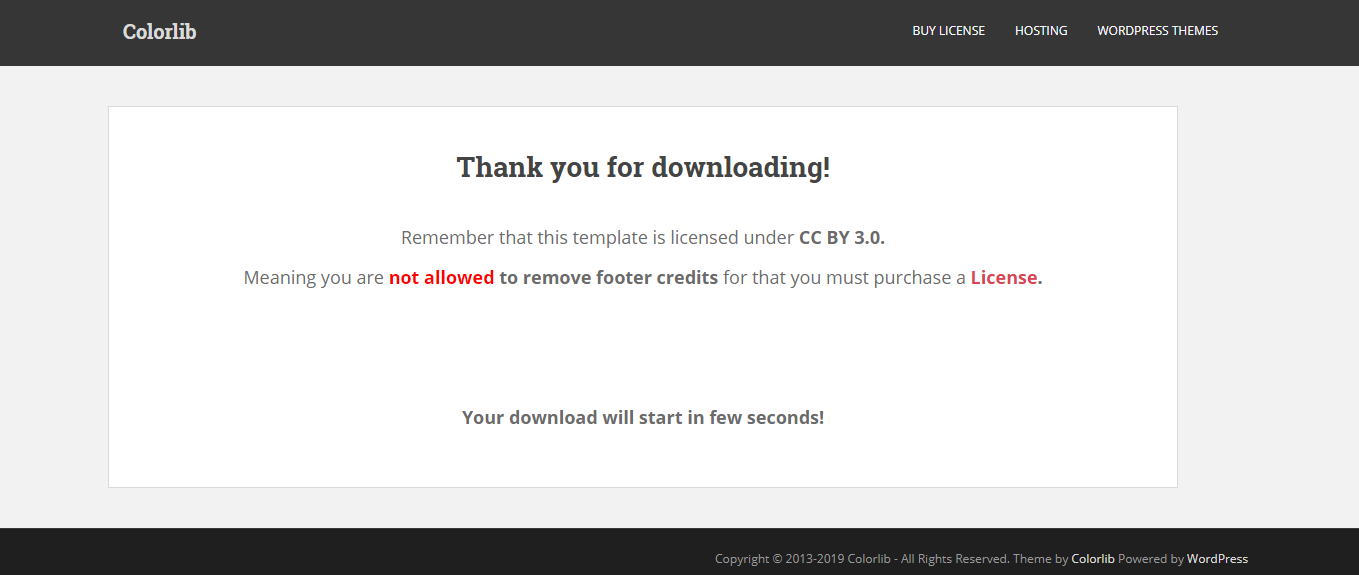 Colorlib
BUY LICENSE HOSTING WORDPRESS THEMES
Thank you for downloading!
Remember that this template is licensed under CC BY 3.0.
Meaning you are not allowed to remove footer credits for that you must purchase a License.
Your download will start in few seconds!
Copyright © 2013-2019 Colorlib - All Rights Reserved. Theme by Colorlib Powered by WordPress